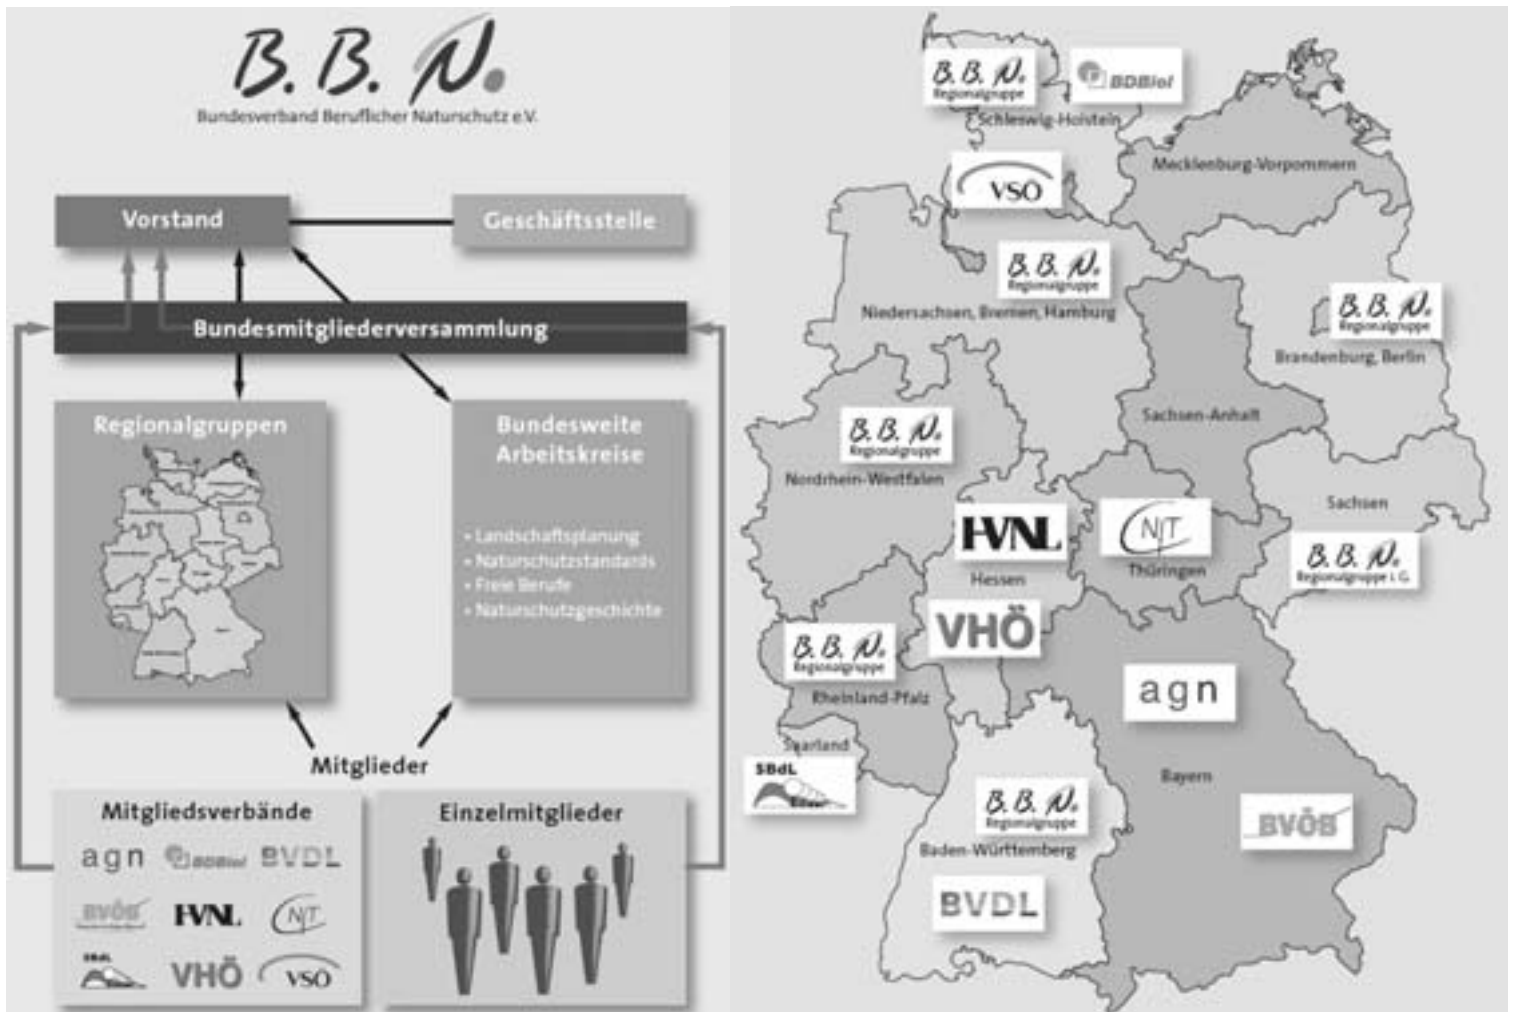 B. B. N.
Bundesverband Beruflicher Naturschutz e.V.
Vorstand
Geschäftsstelle
Bundesmitgliederversammlung
Regionalgruppen
Bundesweite
Arbeitskreise
• Landschaftsplanung
• Naturschutzstandards
• Freie Berufe
• Naturschutzgeschichte
Mitglieder
Mitgliedsverbände
agn
BDBiol
BVDL
BVÖB
HVNL
NIT
SBdL
VHÖ
VSÖ
Einzelmitglieder
B. B. N.
Regionalgruppe
BDBiol
Schleswig-Holstein
Mecklenburg-Vorpommern
VSÖ
B. B. N.
Regionalgruppe
Niedersachsen, Bremen, Hamburg
B. B. N.
Regionalgruppe
Brandenburg, Berlin
Sachsen-Anhalt
B. B. N.
Regionalgruppe
Nordrhein-Westfalen
Sachsen
HVNL
Hessen
NIT
Thüringen
B. B. N.
Regionalgruppe i. G.
VHÖ
B. B. N.
Regionalgruppe
Rheinland-Pfalz
agn
Saarland
SBdL
Bayern
B. B. N.
Regionalgruppe
Baden-Württemberg
BVÖB
BVDL